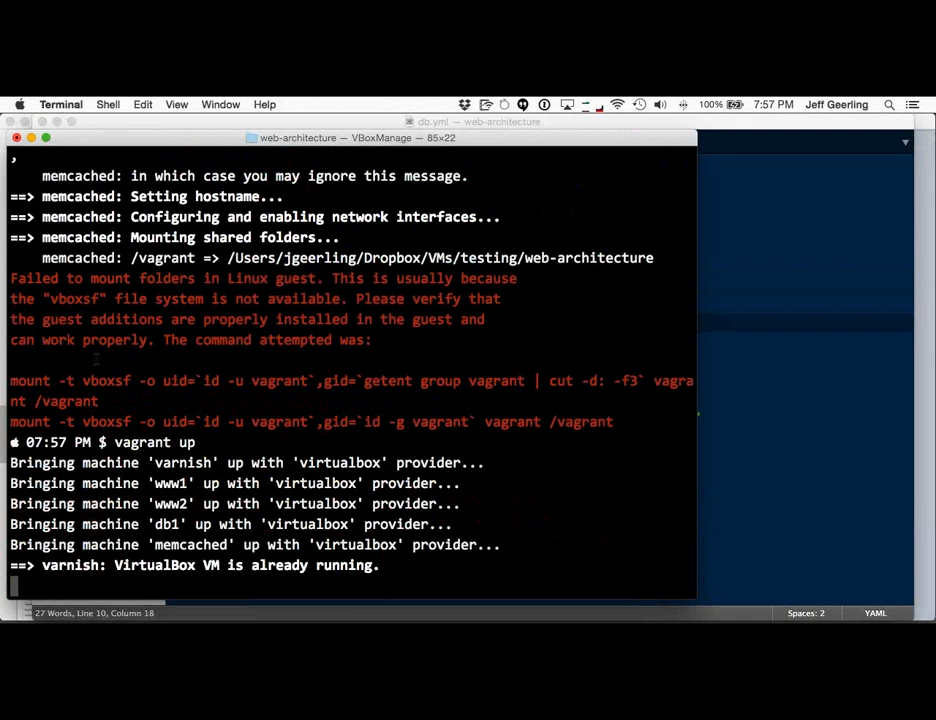 Terminal Shell Edit View Window Help 100% 7:57 PM Jeff Geerling
db.yml — web-architecture
web-architecture — VBoxManage — 85×22
,
memcached: in which case you may ignore this message.
==> memcached: Setting hostname...
==> memcached: Configuring and enabling network interfaces...
==> memcached: Mounting shared folders...
memcached: /vagrant => /Users/jgeerling/Dropbox/VMs/testing/web-architecture
Failed to mount folders in Linux guest. This is usually because
the "vboxsf" file system is not available. Please verify that
the guest additions are properly installed in the guest and
can work properly. The command attempted was:
mount -t vboxsf -o uid=`id -u vagrant`,gid=`getent group vagrant | cut -d: -f3` vagra
nt /vagrant
mount -t vboxsf -o uid=`id -u vagrant`,gid=`id -g vagrant` vagrant /vagrant
07:57 PM $ vagrant up
Bringing machine 'varnish' up with 'virtualbox' provider...
Bringing machine 'www1' up with 'virtualbox' provider...
Bringing machine 'www2' up with 'virtualbox' provider...
Bringing machine 'db1' up with 'virtualbox' provider...
Bringing machine 'memcached' up with 'virtualbox' provider...
==> varnish: VirtualBox VM is already running.
27 Words, Line 10, Column 18 Spaces: 2 YAML